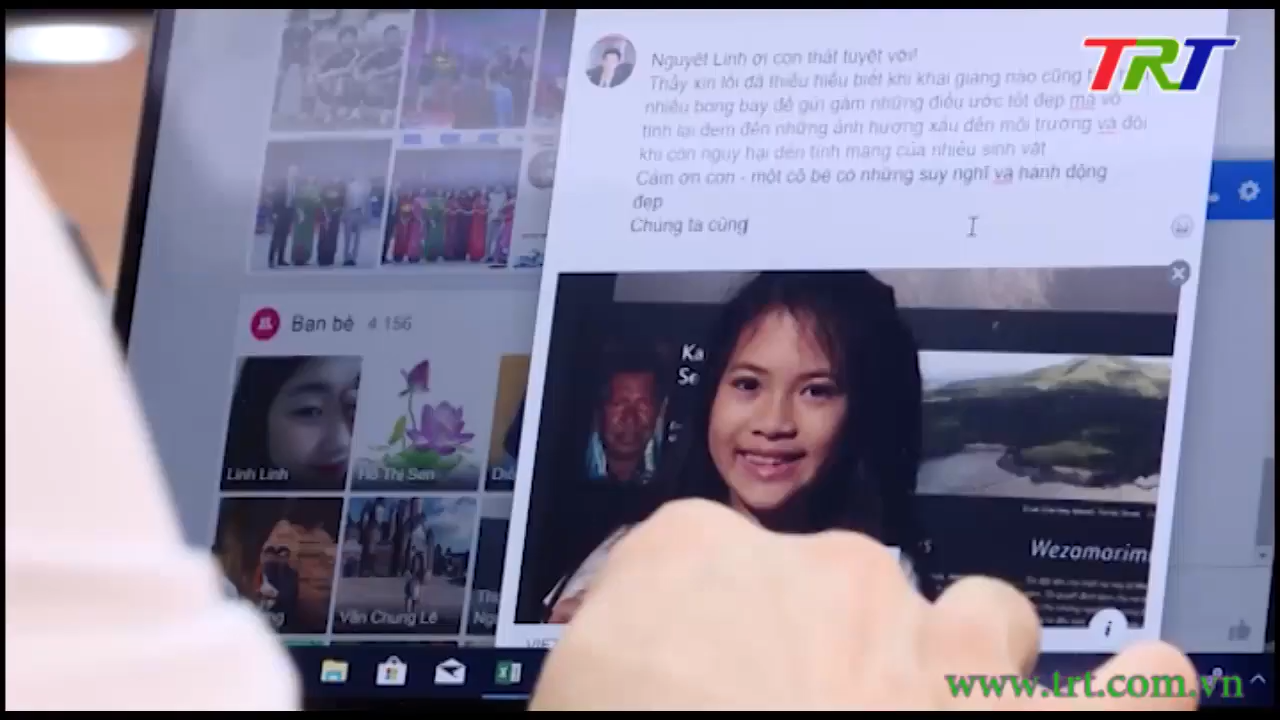 TRT
Nguyệt Linh ơi con thật tuyệt vời!
Thầy xin lỗi đã thiếu hiểu biết khi khai giảng nào cũng
nhiều bong bay để gửi gắm những điều ước tốt đẹp mà vô
tình lại đem đến những ảnh hưởng xấu đến môi trường và đôi
khi còn nguy hại đến tính mạng của nhiều sinh vật
Cám ơn con - một cô bé có những suy nghĩ và hành động
đẹp
Chúng ta cùng
Bạn bè 4 156
Ka
Se
Linh Linh
Hồ Thị Sen
Wezamorim
Văn Chung Lê
www.trt.com.vn